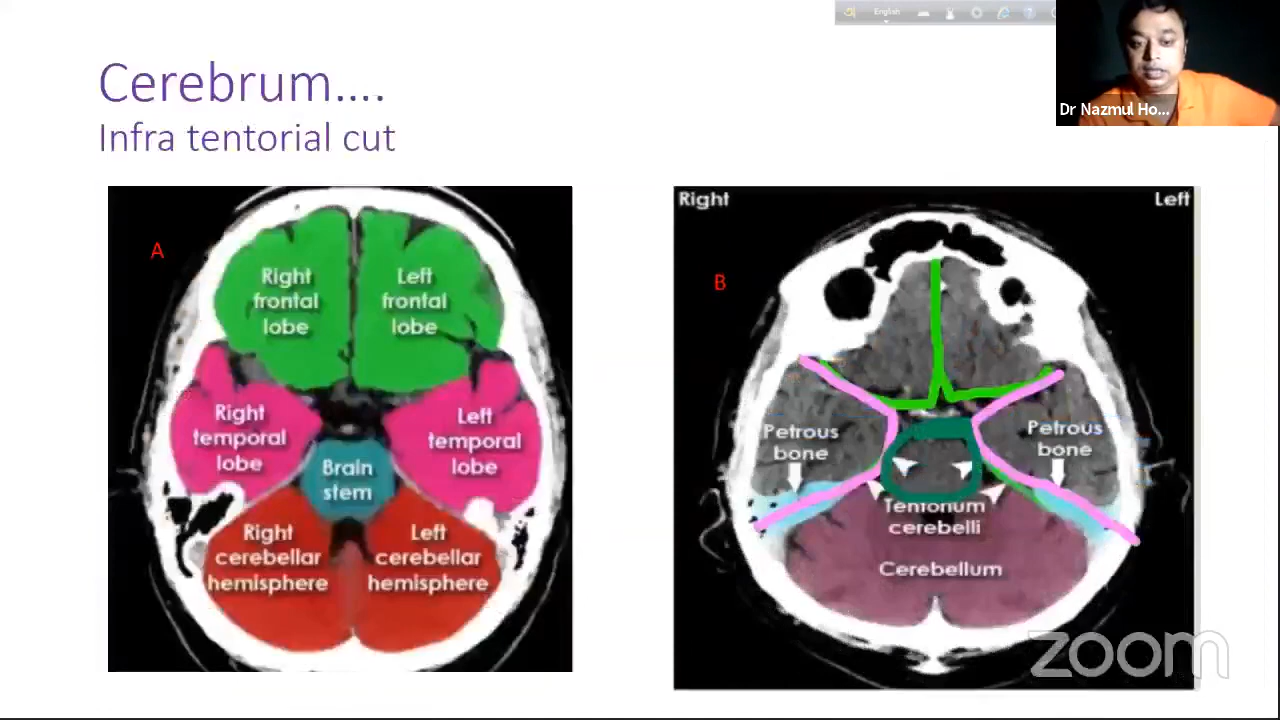 English
Dr Nazmul Ho...
Cerebrum....
Infra tentorial cut
A
Right
frontal
lobe
Left
frontal
lobe
Right
temporal
lobe
Left
temporal
lobe
Brain
stem
Right
cerebellar
hemisphere
Left
cerebellar
hemisphere
Right
Left
B
Petrous
bone
Petrous
bone
Tentorium
cerebelli
Cerebellum
zoom